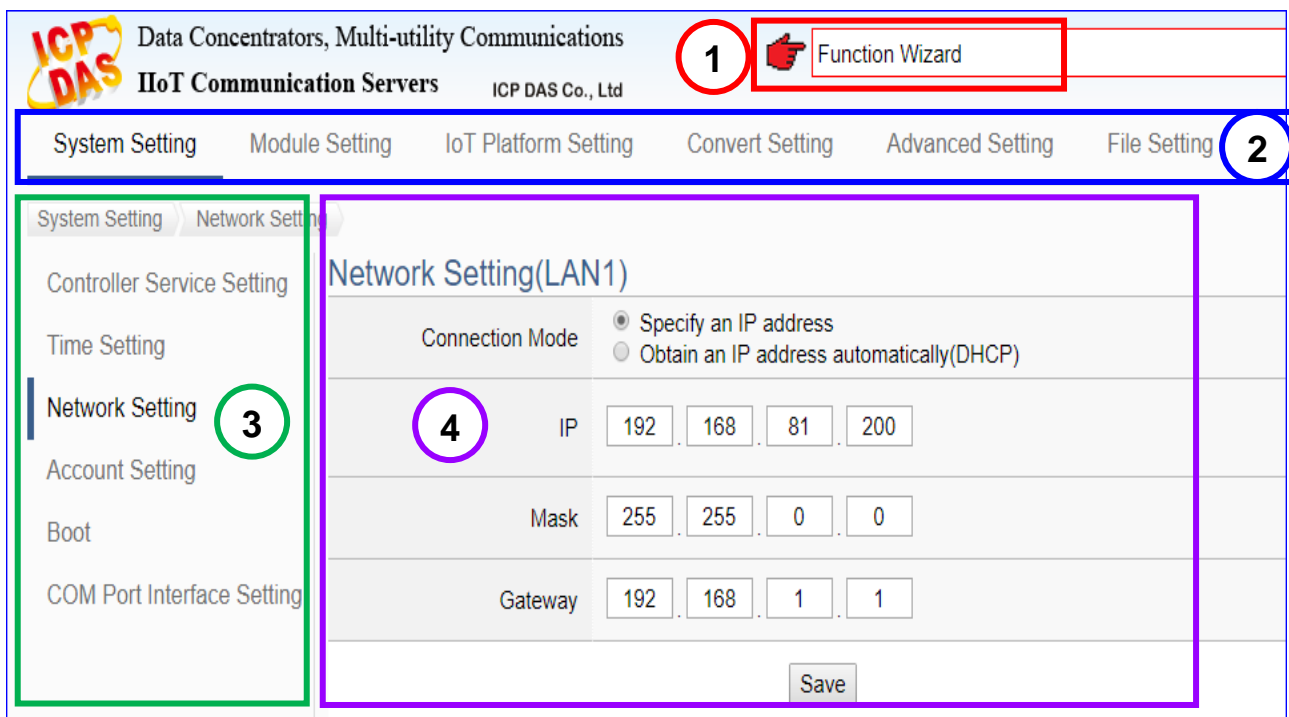 ICP
DAS
Data Concentrators, Multi-utility Communications
IIoT Communication Servers ICP DAS Co., Ltd
1
Function Wizard
System Setting Module Setting IoT Platform Setting Convert Setting Advanced Setting File Setting 2
System Setting Network Setting
Controller Service Setting
Time Setting
Network Setting
3
Account Setting
Boot
COM Port Interface Setting
Network Setting(LAN1)
Connection Mode
Specify an IP address
Obtain an IP address automatically(DHCP)
4
IP 192 . 168 . 81 . 200
Mask 255 . 255 . 0 . 0
Gateway 192 . 168 . 1 . 1
Save